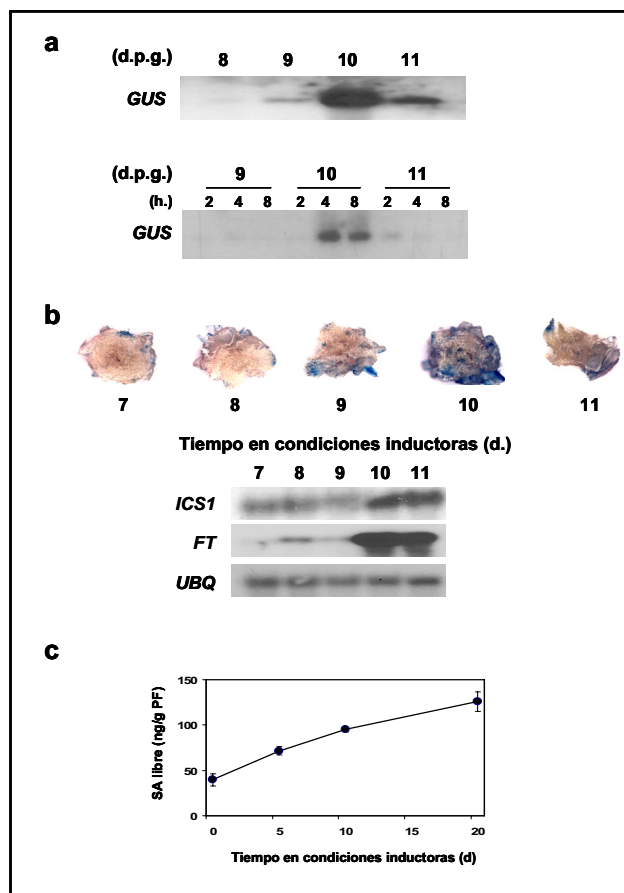 a
(d.p.g.) 8 9 10 11
GUS
(d.p.g.) 9 10 11
(h.) 2 4 8 2 4 8 2 4 8
GUS
b
7 8 9 10 11
Tiempo en condiciones inductoras (d.)
7 8 9 10 11
ICS1
FT
UBQ
c
150
100
50
0
SA libre (ng/g PF)
0 5 10 15 20
Tiempo en condiciones inductoras (d)